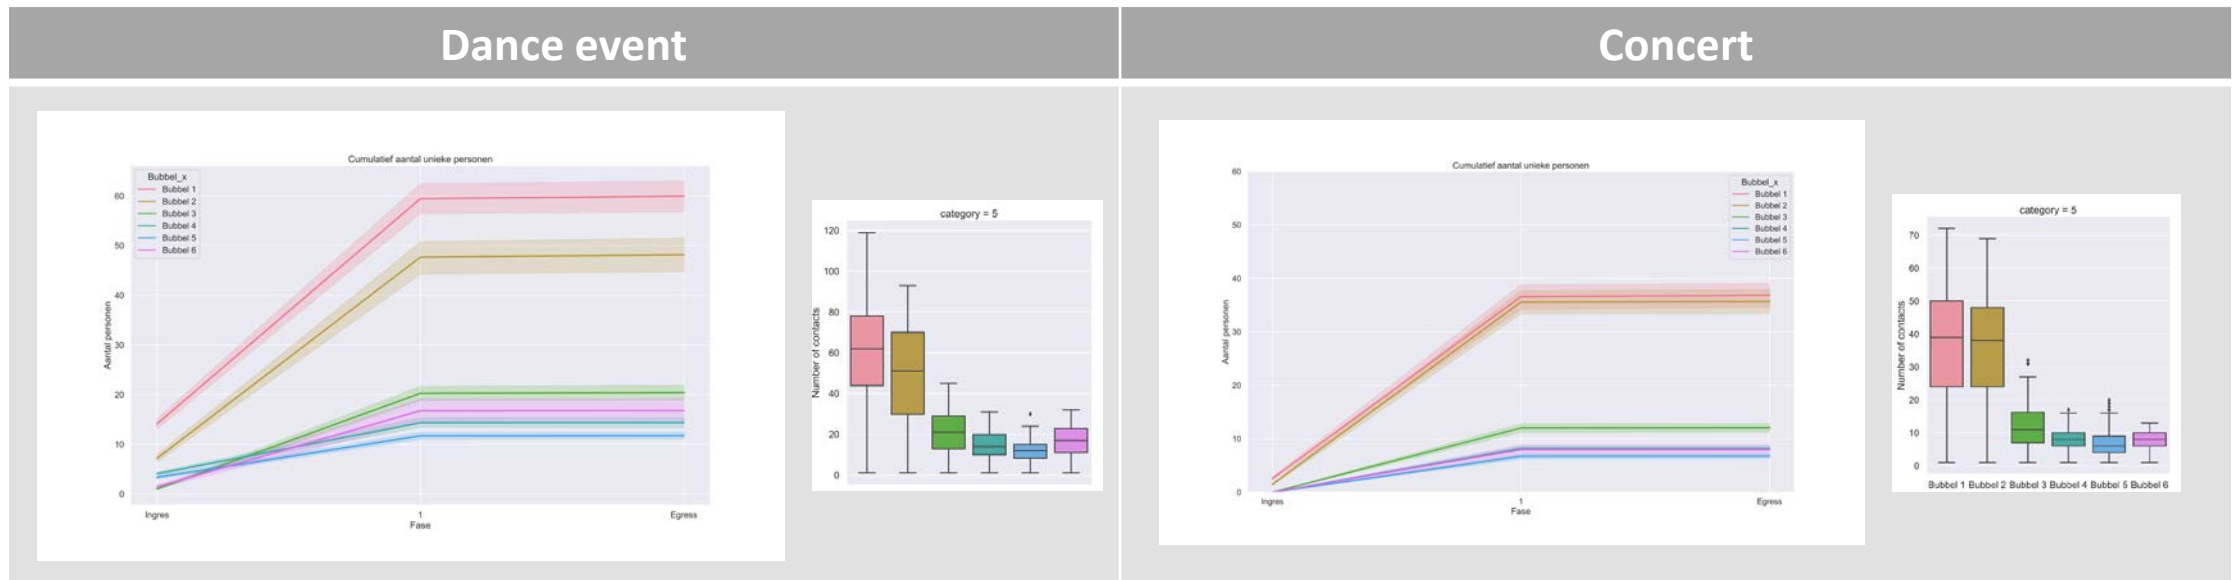 Dance event
Concert
Cumulatief aantal unieke personen
Bubbel_x
Bubbel 1
Bubbel 2
Bubbel 3
Bubbel 4
Bubbel 5
Bubbel 6
60
50
40
30
20
10
0
Aantal personen
Ingres
1
Egress
Fase
category = 5
120
100
80
60
40
20
0
Number of contacts
Cumulatief aantal unieke personen
Bubbel_x
Bubbel 1
Bubbel 2
Bubbel 3
Bubbel 4
Bubbel 5
Bubbel 6
60
50
40
30
20
10
0
Aantal personen
Ingres
1
Egress
Fase
category = 5
70
60
50
40
30
20
10
0
Number of contacts
Bubbel 1 Bubbel 2 Bubbel 3 Bubbel 4 Bubbel 5 Bubbel 6